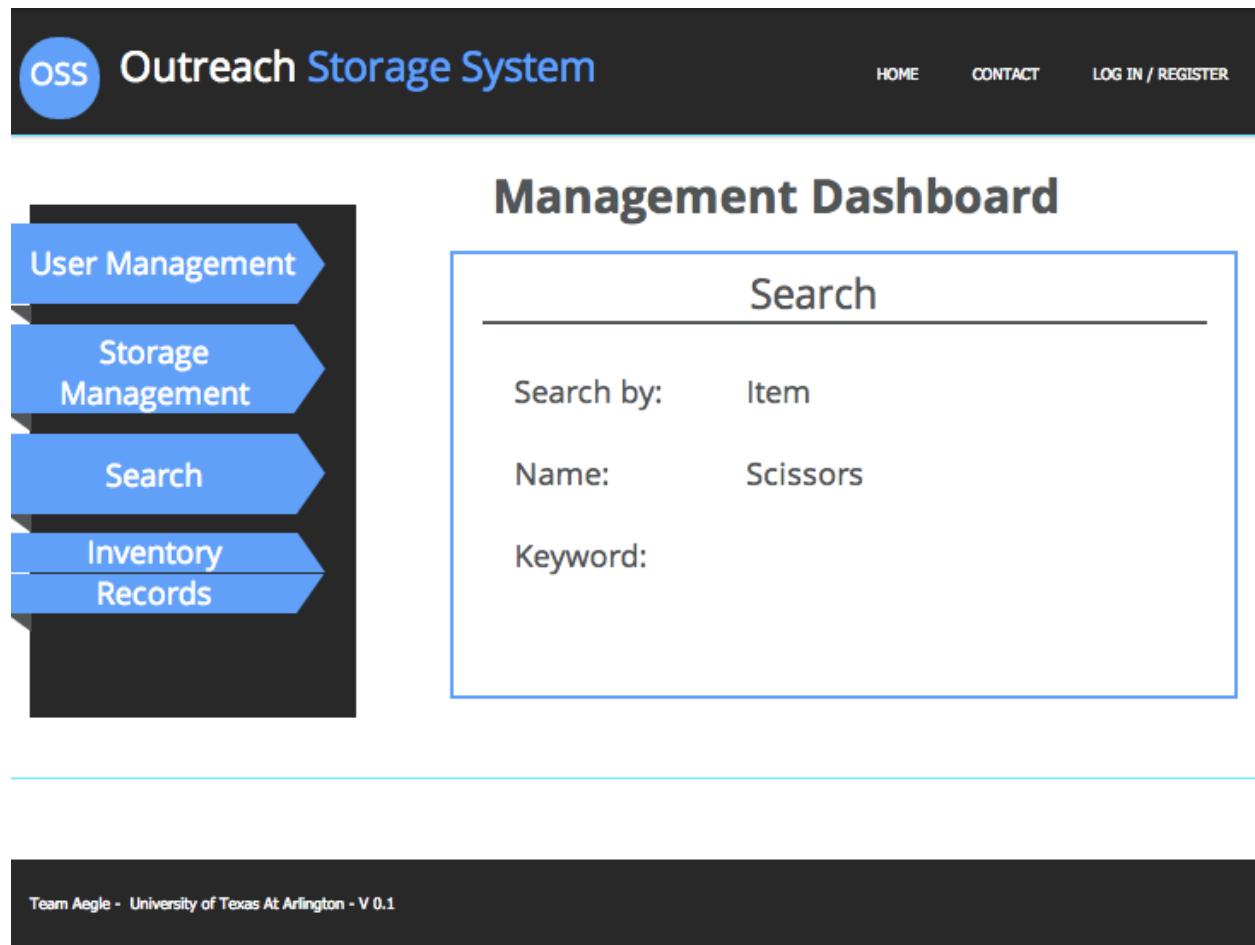 OSS
Outreach Storage System
HOME CONTACT LOG IN / REGISTER
Management Dashboard
User Management
Storage
Management
Search
Inventory
Records
Search
Search by: Item
Name: Scissors
Keyword:
Team Aegle - University of Texas At Arlington - V 0.1